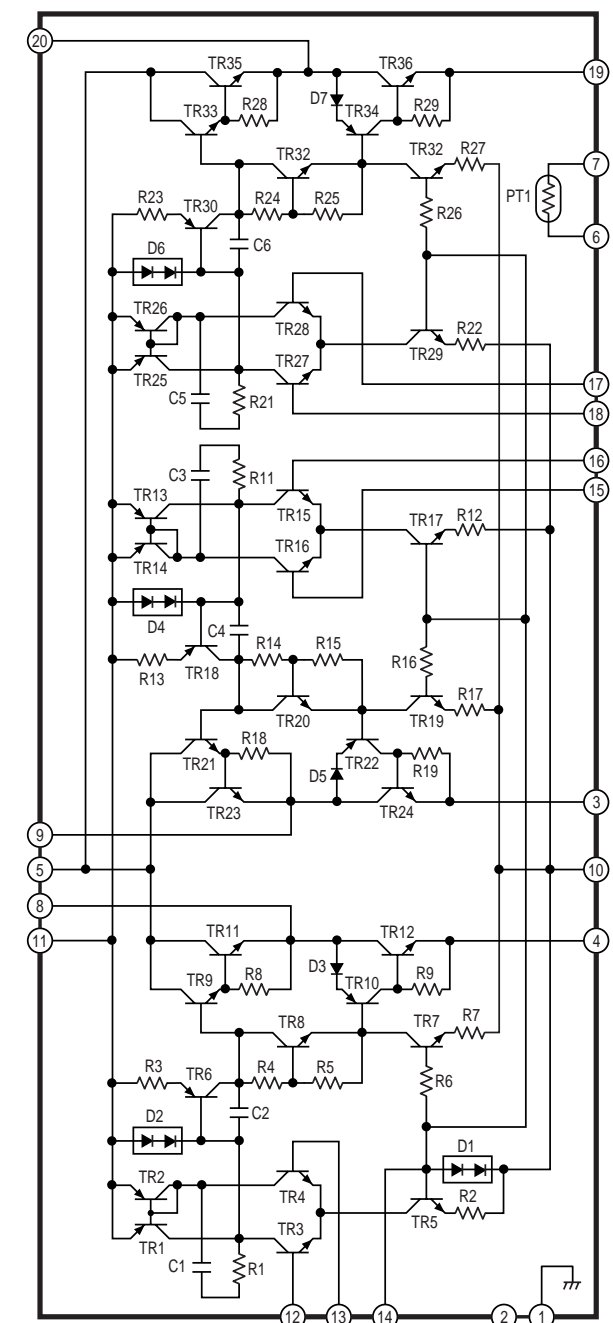 20
TR35
TR36
19
D7
TR33
R28
TR34
R29
7
TR32
TR32
R27
PT1
R23
TR30
R24
R25
R26
6
D6
C6
TR26
TR28
R22
TR25
TR27
TR29
17
C5
R21
18
C3
R11
16
TR13
TR15
15
TR17
R12
TR14
TR16
D4
C4
R14
R15
R16
R13
TR18
R17
TR20
TR19
R18
TR21
D5
TR22
R19
TR23
TR24
3
9
5
10
8
11
TR11
TR12
4
D3
TR9
R8
TR10
R9
TR8
TR7
R7
R3
TR6
R4
R5
R6
D2
C2
D1
TR2
TR4
R2
TR1
TR3
TR5
C1
R1
12
13
14
2
1